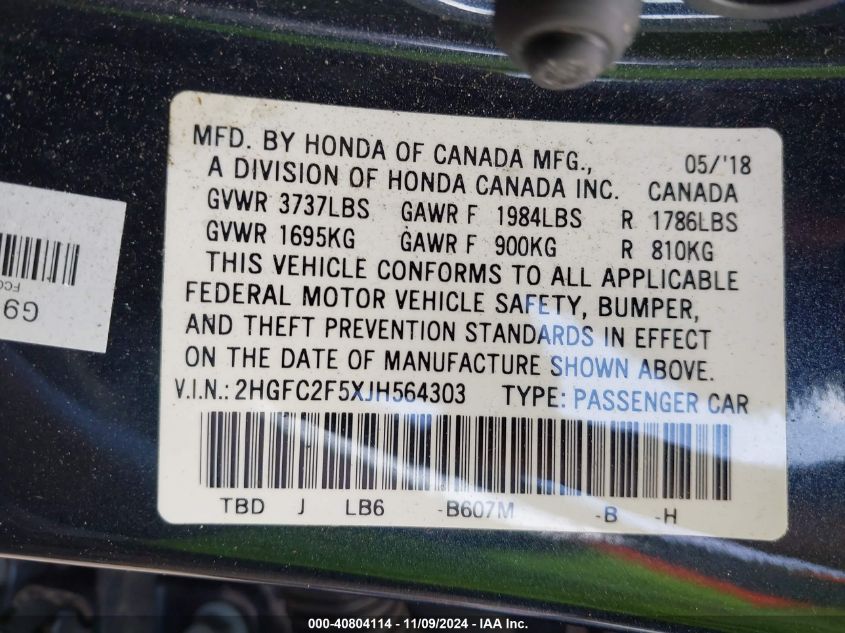 MFD. BY HONDA OF CANADA MFG., 05/'18
A DIVISION OF HONDA CANADA INC. CANADA
GVWR 3737LBS GAWR F 1984LBS R 1786LBS
GVWR 1695KG GAWR F 900KG R 810KG
THIS VEHICLE CONFORMS TO ALL APPLICABLE
FEDERAL MOTOR VEHICLE SAFETY, BUMPER,
AND THEFT PREVENTION STANDARDS IN EFFECT
ON THE DATE OF MANUFACTURE SHOWN ABOVE.
V.I.N.: 2HGFC2F5XJH564303 TYPE: PASSENGER CAR
TBD J LB6 -B607M -B -H
G9
FCC
000-40804114 - 11/09/2024 - IAA Inc.